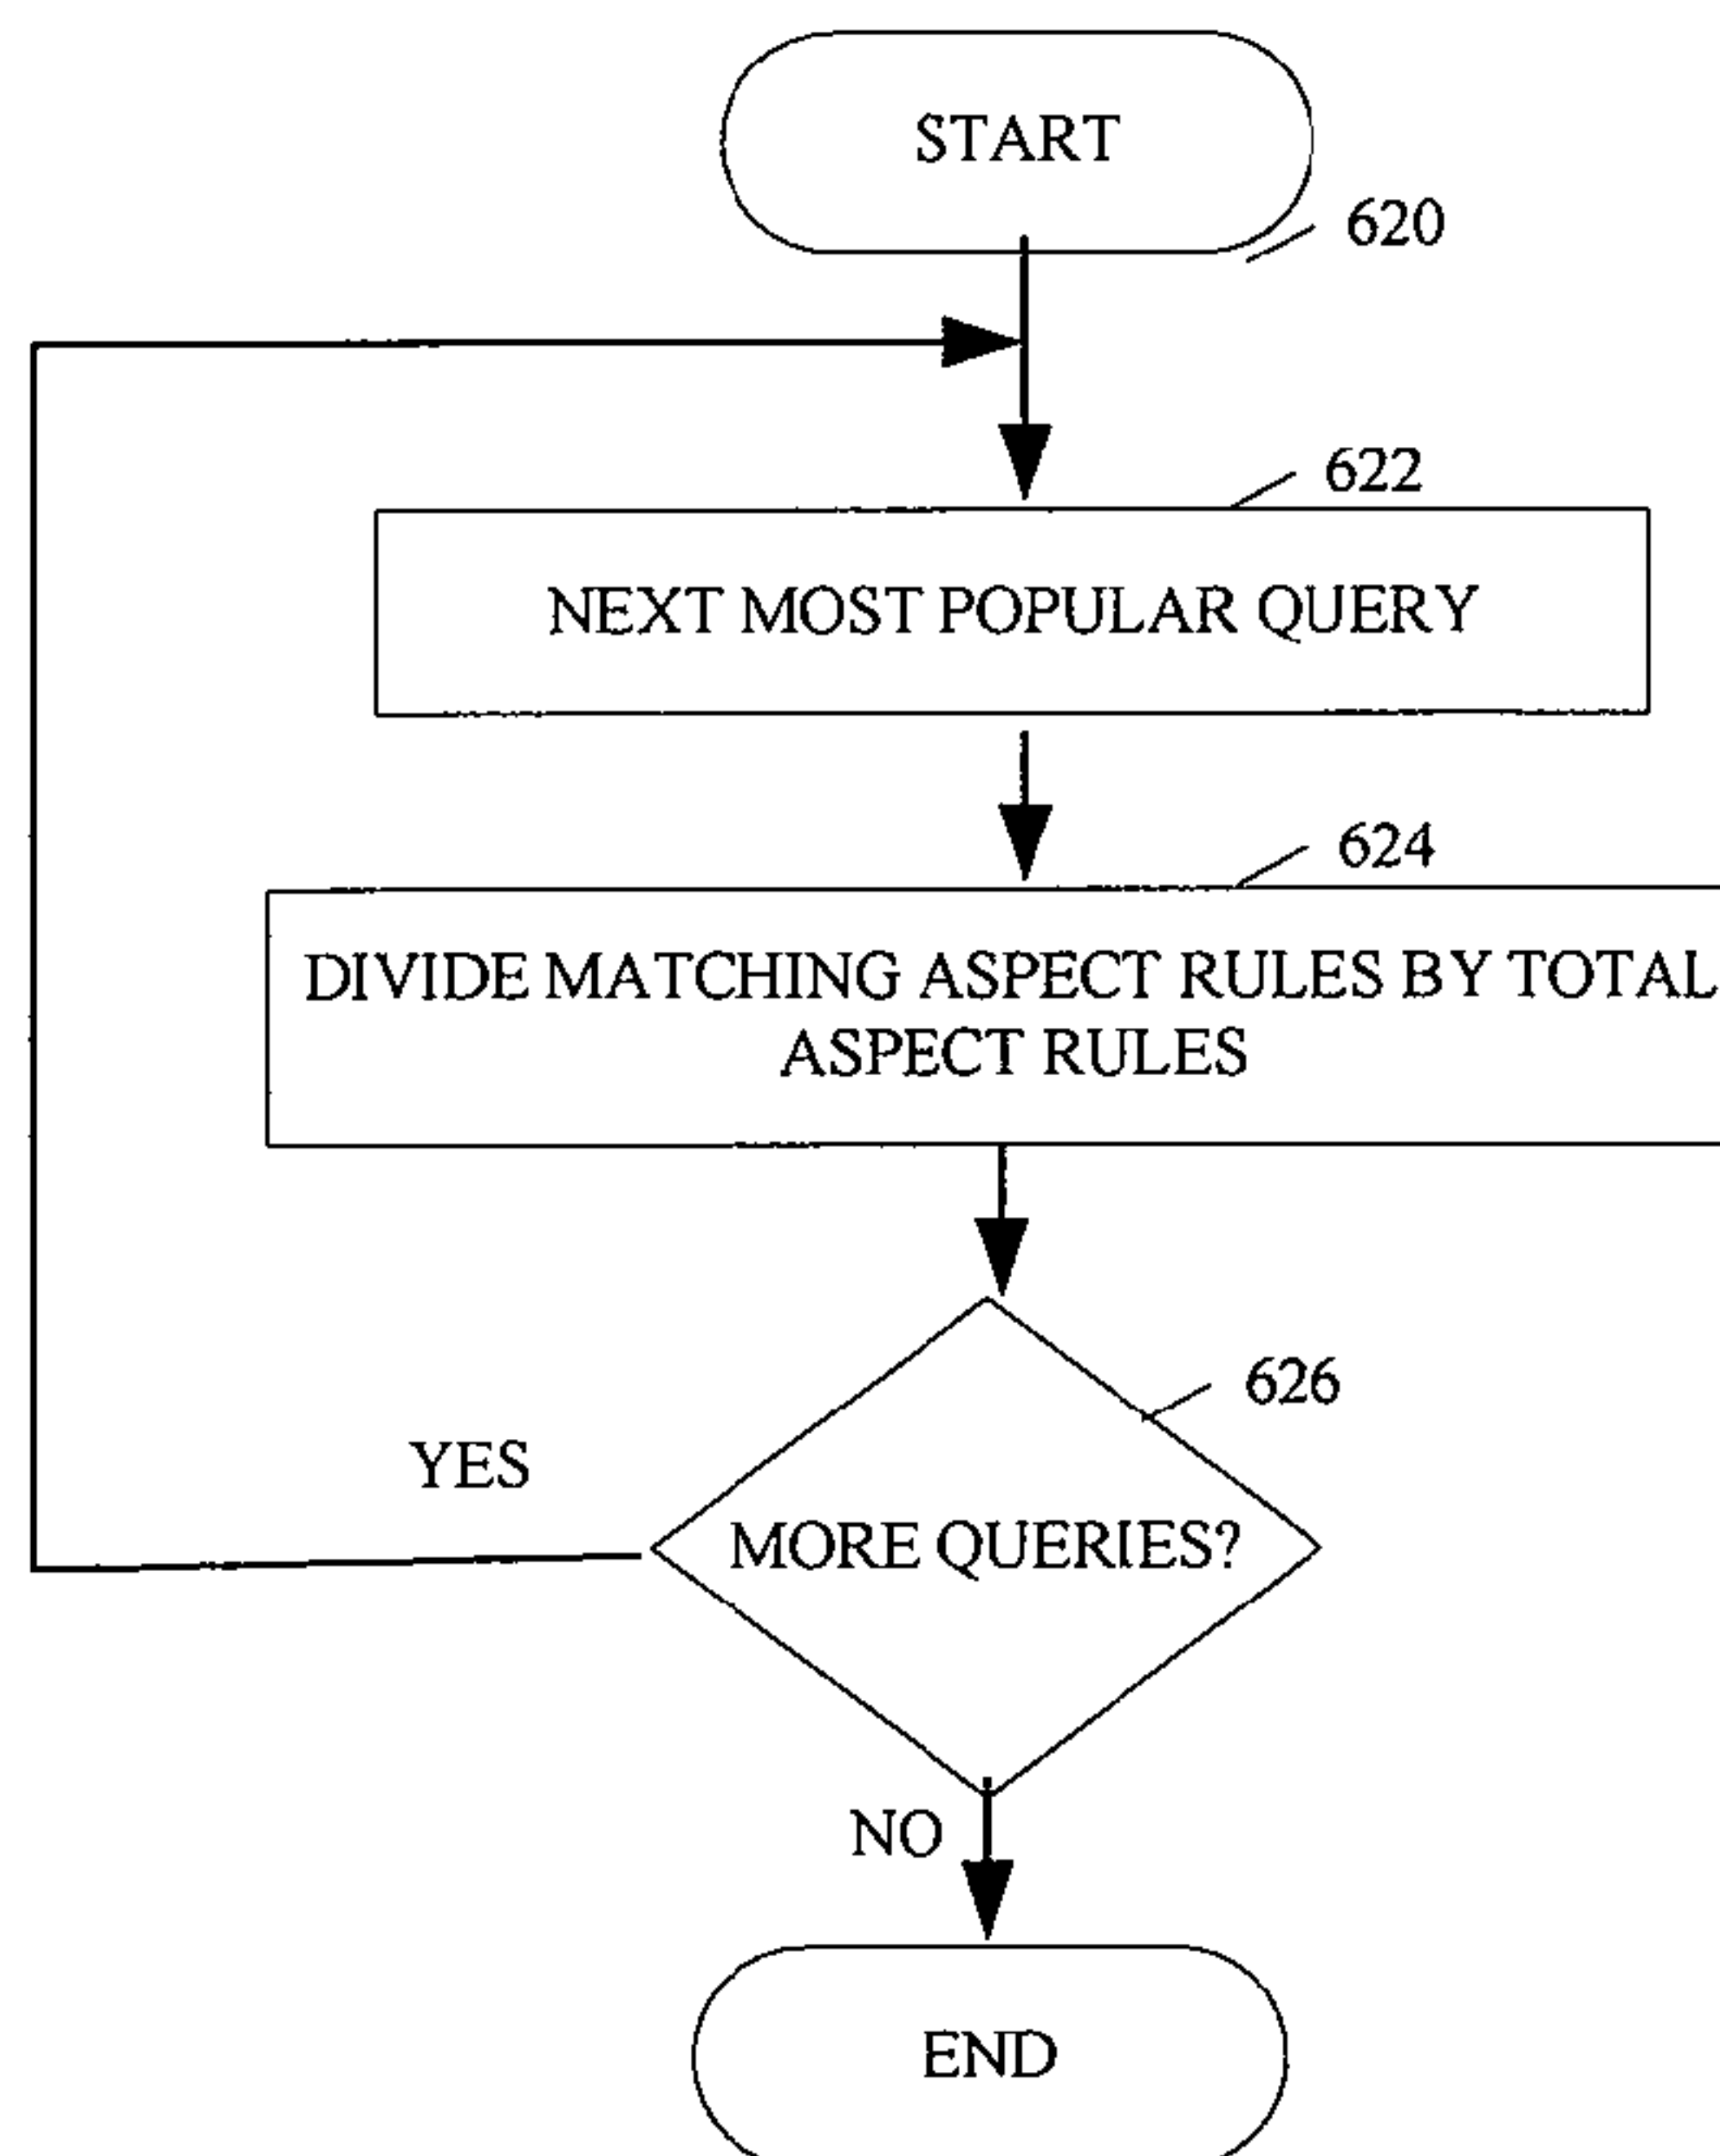 START
620
622
NEXT MOST POPULAR QUERY
624
DIVIDE MATCHING ASPECT RULES BY TOTAL
ASPECT RULES
626
YES
MORE QUERIES?
NO
END